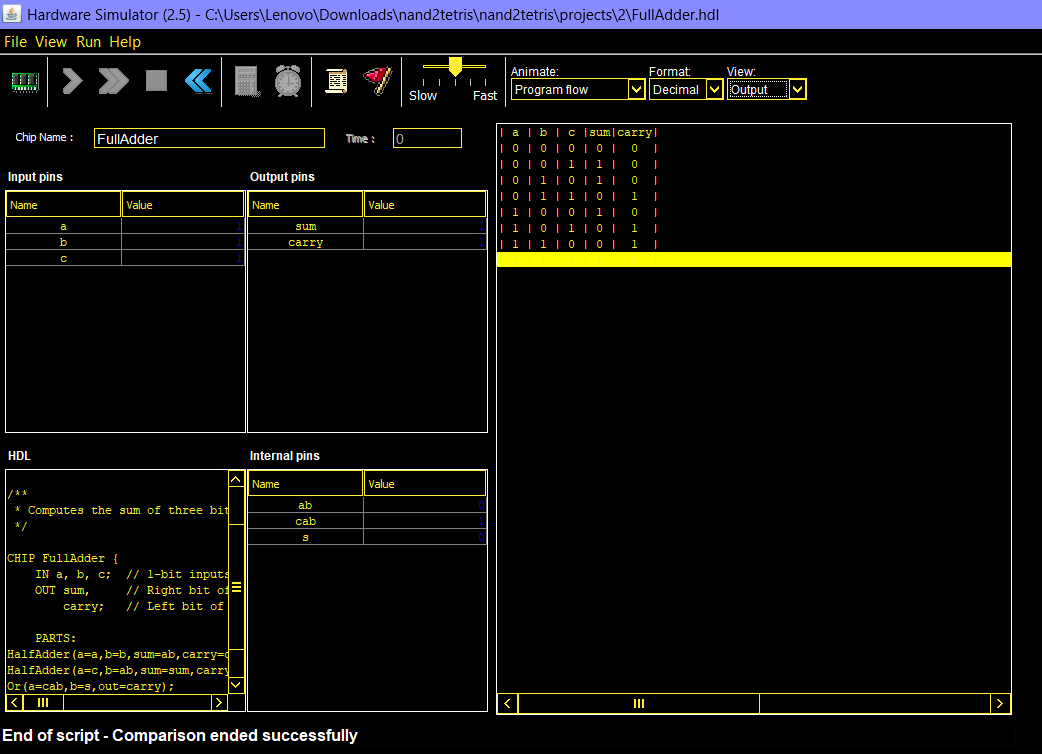 Hardware Simulator (2.5) - C:\Users\Lenovo\Downloads\nand2tetris\nand2tetris\projects\2\FullAdder.hdl
File View Run Help
Slow Fast
Animate: Format: View:
Program flow Decimal Output
Chip Name : FullAdder Time : 0
Input pins
Name Value
a 1
b 1
c 1
Output pins
Name Value
sum 1
carry 1
HDL
/**
* Computes the sum of three bit
*/
CHIP FullAdder {
IN a, b, c; // 1-bit inputs
OUT sum, // Right bit of
carry; // Left bit of
PARTS:
HalfAdder(a=a,b=b,sum=ab,carry=
HalfAdder(a=c,b=ab,sum=sum,carry
Or(a=cab,b=s,out=carry);
Internal pins
Name Value
ab 0
cab 1
s 0
| a | b | c |sum|carry|
| 0 | 0 | 0 | 0 | 0 |
| 0 | 0 | 1 | 1 | 0 |
| 0 | 1 | 0 | 1 | 0 |
| 0 | 1 | 1 | 0 | 1 |
| 1 | 0 | 0 | 1 | 0 |
| 1 | 0 | 1 | 0 | 1 |
| 1 | 1 | 0 | 0 | 1 |
End of script - Comparison ended successfully